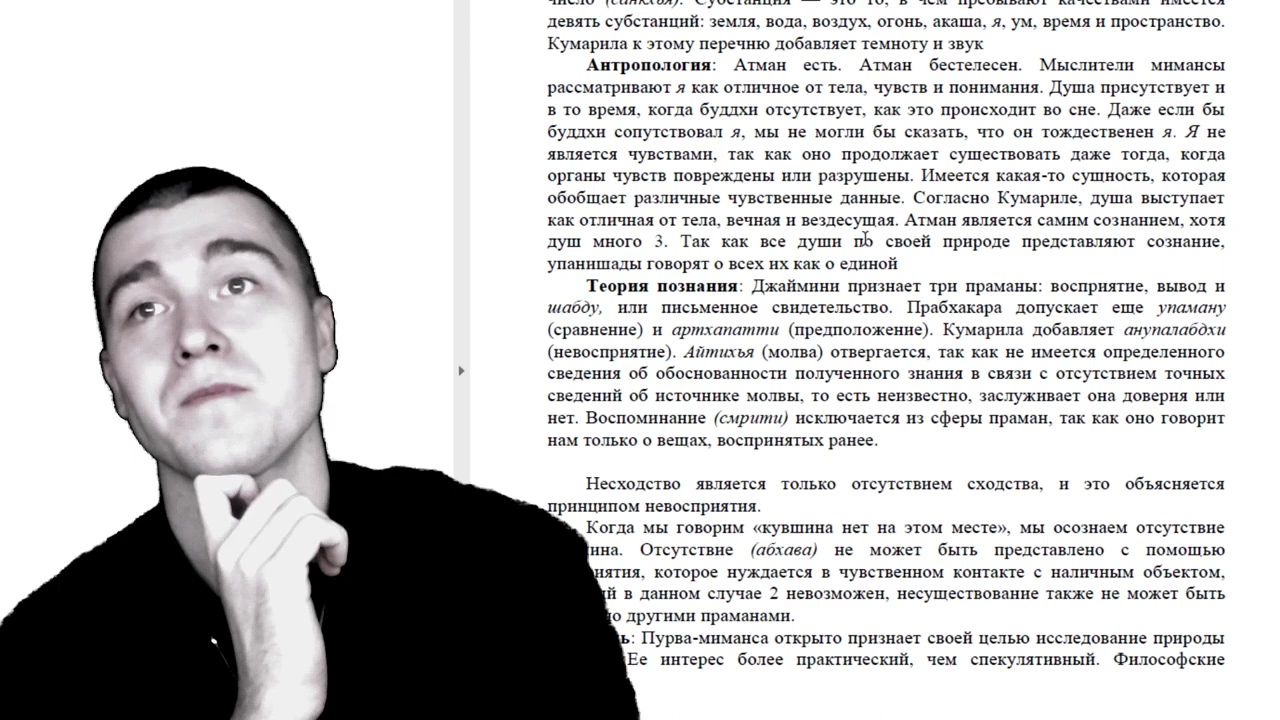 число (санкхья). Субстанция — это то, в чем пребывают качествами имеется
девять субстанций: земля, вода, воздух, огонь, акаша, я, ум, время и пространство.
Кумарила к этому перечню добавляет темноту и звук
Антропология: Атман есть. Атман бестелесен. Мыслители мимансы
рассматривают я как отличное от тела, чувств и понимания. Душа присутствует и
в то время, когда буддхи отсутствует, как это происходит во сне. Даже если бы
буддхи сопутствовал я, мы не могли бы сказать, что он тождественен я. Я не
является чувствами, так как оно продолжает существовать даже тогда, когда
органы чувств повреждены или разрушены. Имеется какая-то сущность, которая
обобщает различные чувственные данные. Согласно Кумариле, душа выступает
как отличная от тела, вечная и вездесущая. Атман является самим сознанием, хотя
душ много 3. Так как все души по своей природе представляют сознание,
упанишады говорят о всех их как о единой
Теория познания: Джаймини признает три праманы: восприятие, вывод и
шабду, или письменное свидетельство. Прабхакара допускает еще упаману
(сравнение) и артхапатти (предположение). Кумарила добавляет анупалабдхи
(невосприятие). Айтихья (молва) отвергается, так как не имеется определенного
сведения об обоснованности полученного знания в связи с отсутствием точных
сведений об источнике молвы, то есть неизвестно, заслуживает она доверия или
нет. Воспоминание (смрити) исключается из сферы праман, так как оно говорит
нам только о вещах, воспринятых ранее.
Несходство является только отсутствием сходства, и это объясняется
принципом невосприятия.
Когда мы говорим «кувшина нет на этом месте», мы осознаем отсутствие
Отсутствие (абхава) не может быть представлено с помощью
которое нуждается в чувственном контакте с наличным объектом,
в данном случае 2 невозможен, несуществование также не может быть
другими праманами.
Пурва-миманса открыто признает своей целью исследование природы
Ее интерес более практический, чем спекулятивный. Философские